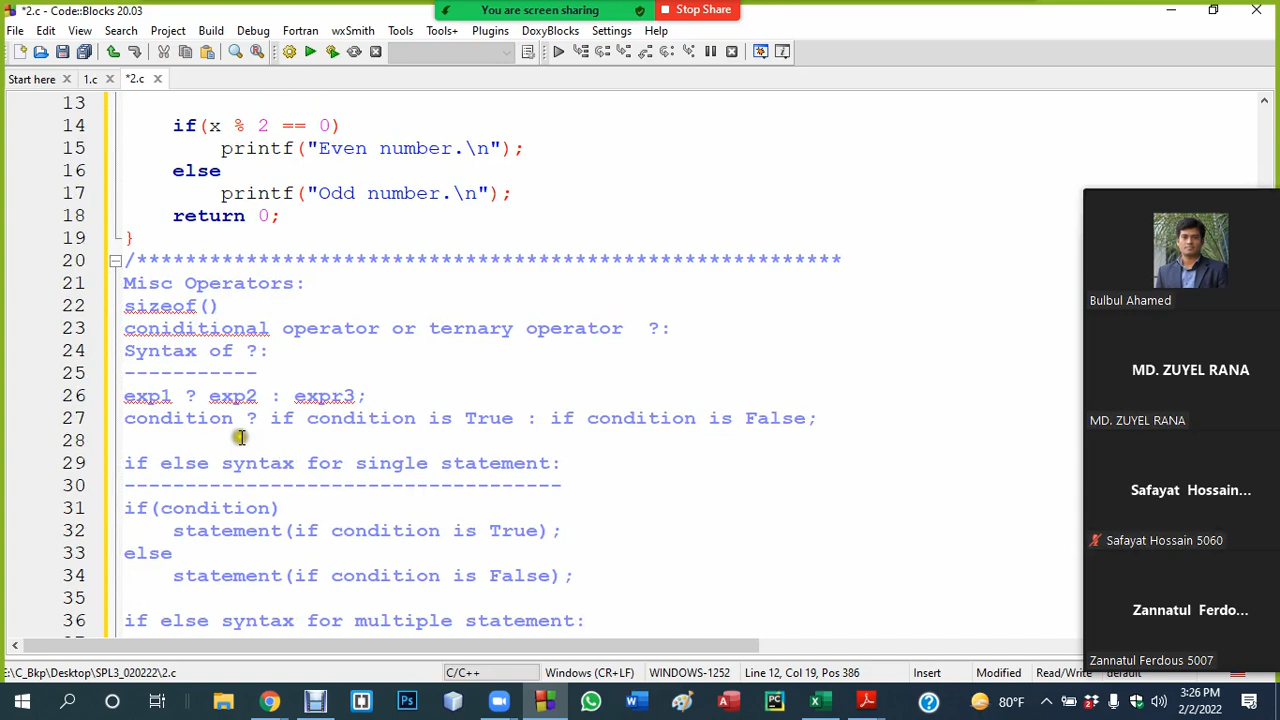 *2.c - Code::Blocks 20.03
You are screen sharing
Stop Share
File Edit View Search Project Build Debug Fortran wxSmith Tools Tools+ Plugins DoxyBlocks Settings Help
Start here 1.c *2.c
13
14 if(x % 2 == 0)
15 printf("Even number.\n");
16 else
17 printf("Odd number.\n");
18 return 0;
19 }
20 /**********************************************************
21 Misc Operators:
22 sizeof()
23 coniditional operator or ternary operator ?:
24 Syntax of ?:
25 -----------
26 exp1 ? exp2 : expr3;
27 condition ? if condition is True : if condition is False;
28
29 if else syntax for single statement:
30 ------------------------------------
31 if(condition)
32 statement(if condition is True);
33 else
34 statement(if condition is False);
35
36 if else syntax for multiple statement:
Bulbul Ahamed
MD. ZUYEL RANA
MD. ZUYEL RANA
Safayat Hossain...
Safayat Hossain 5060
Zannatul Ferdo...
Zannatul Ferdous 5007
E:\C_Bkp\Desktop\SPL3_020222\2.c C/C++ Windows (CR+LF) WINDOWS-1252 Line 12, Col 19, Pos 386 Insert Modified Read/Write default
80°F
3:26 PM
2/2/2022